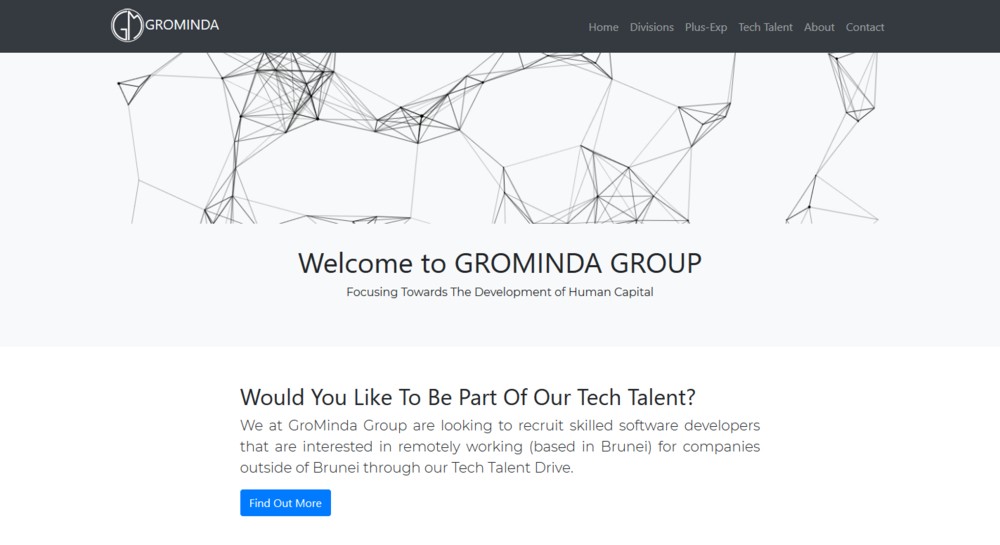 GM GROMINDA
Home Divisions Plus-Exp Tech Talent About Contact
Welcome to GROMINDA GROUP
Focusing Towards The Development of Human Capital
Would You Like To Be Part Of Our Tech Talent?
We at GroMinda Group are looking to recruit skilled software developers
that are interested in remotely working (based in Brunei) for companies
outside of Brunei through our Tech Talent Drive.
Find Out More